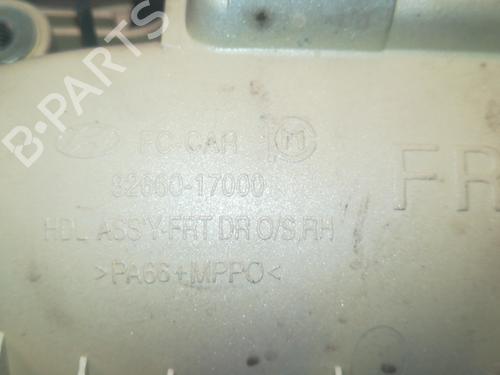 FC-CAR M
82660-17000
HDL ASS'Y-FRT DR O/S,RH
>PA66+MPPO<
FR
B-PARTS